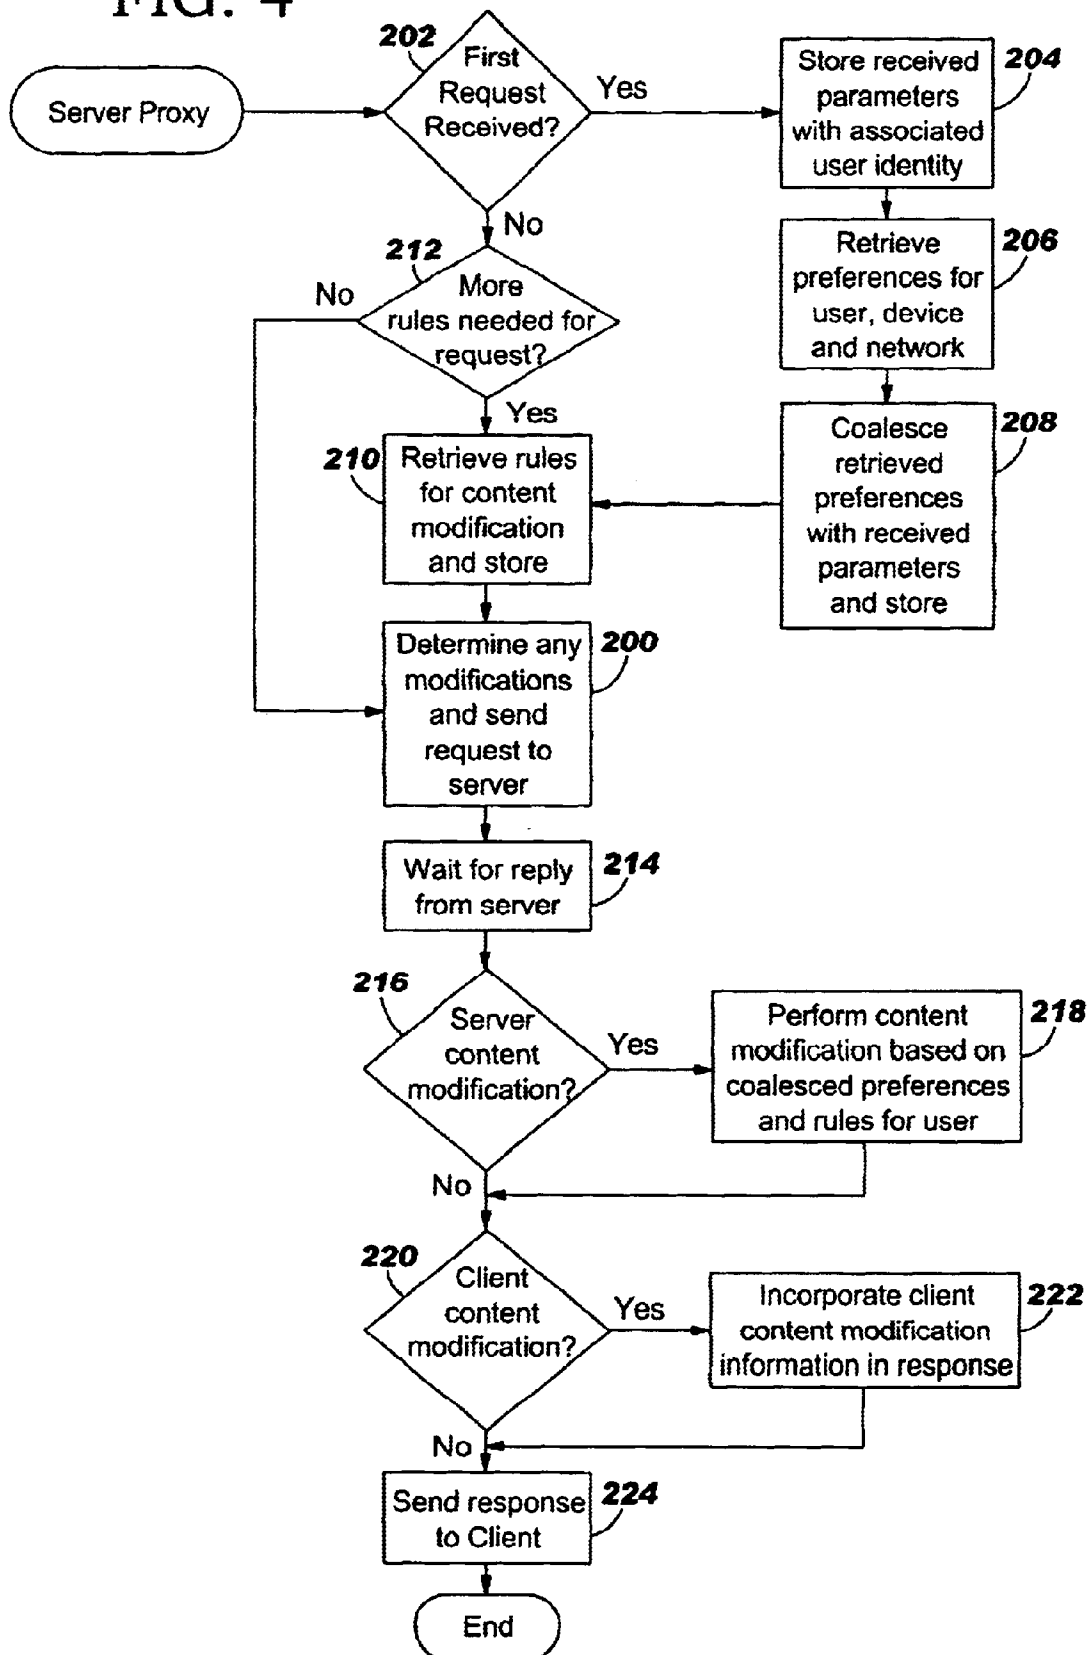 FIG. 4
202
First
Request
Received?
Yes
Server Proxy
Store received
parameters
with associated
user identity
204
No
Retrieve
preferences for
user, device
and network
206
212
More
rules needed for
request?
No
Yes
Coalesce
retrieved
preferences
with received
parameters
and store
208
210
Retrieve rules
for content
modification
and store
Determine any
modifications
and send
request to
server
200
Wait for reply
from server
214
216
Server
content
modification?
Yes
Perform content
modification based on
coalesced preferences
and rules for user
218
No
220
Client
content
modification?
Yes
Incorporate client
content modification
information in response
222
No
Send response
to Client
224
End